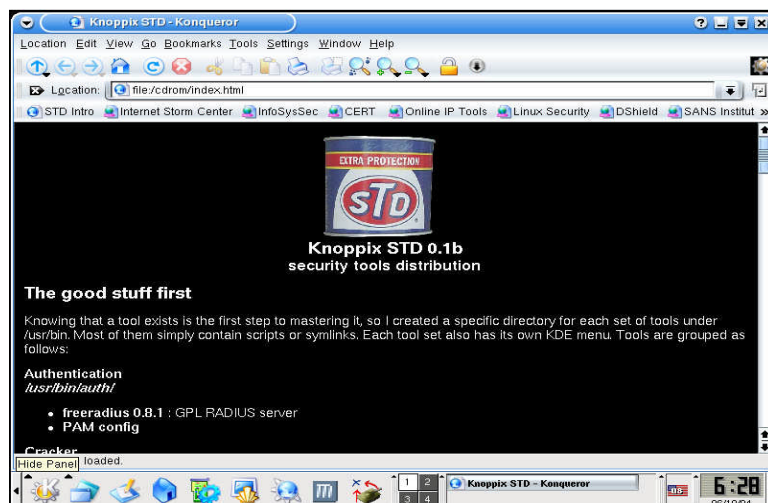 Knoppix STD - Konqueror
Location Edit View Go Bookmarks Tools Settings Window Help
Location: file:/cdrom/index.html
STD Intro Internet Storm Center InfoSysSec CERT Online IP Tools Linux Security DShield SANS Institut »
EXTRA PROTECTION
STD
Knoppix STD 0.1b
security tools distribution
The good stuff first
Knowing that a tool exists is the first step to mastering it, so I created a specific directory for each set of tools under
/usr/bin. Most of them simply contain scripts or symlinks. Each tool set also has its own KDE menu. Tools are grouped as
follows:
Authentication
/usr/bin/auth/
• freeradius 0.8.1 : GPL RADIUS server
• PAM config
Cracker
Hide Panel loaded.
1 2
3 4
Knoppix STD - Konqueror
6:28